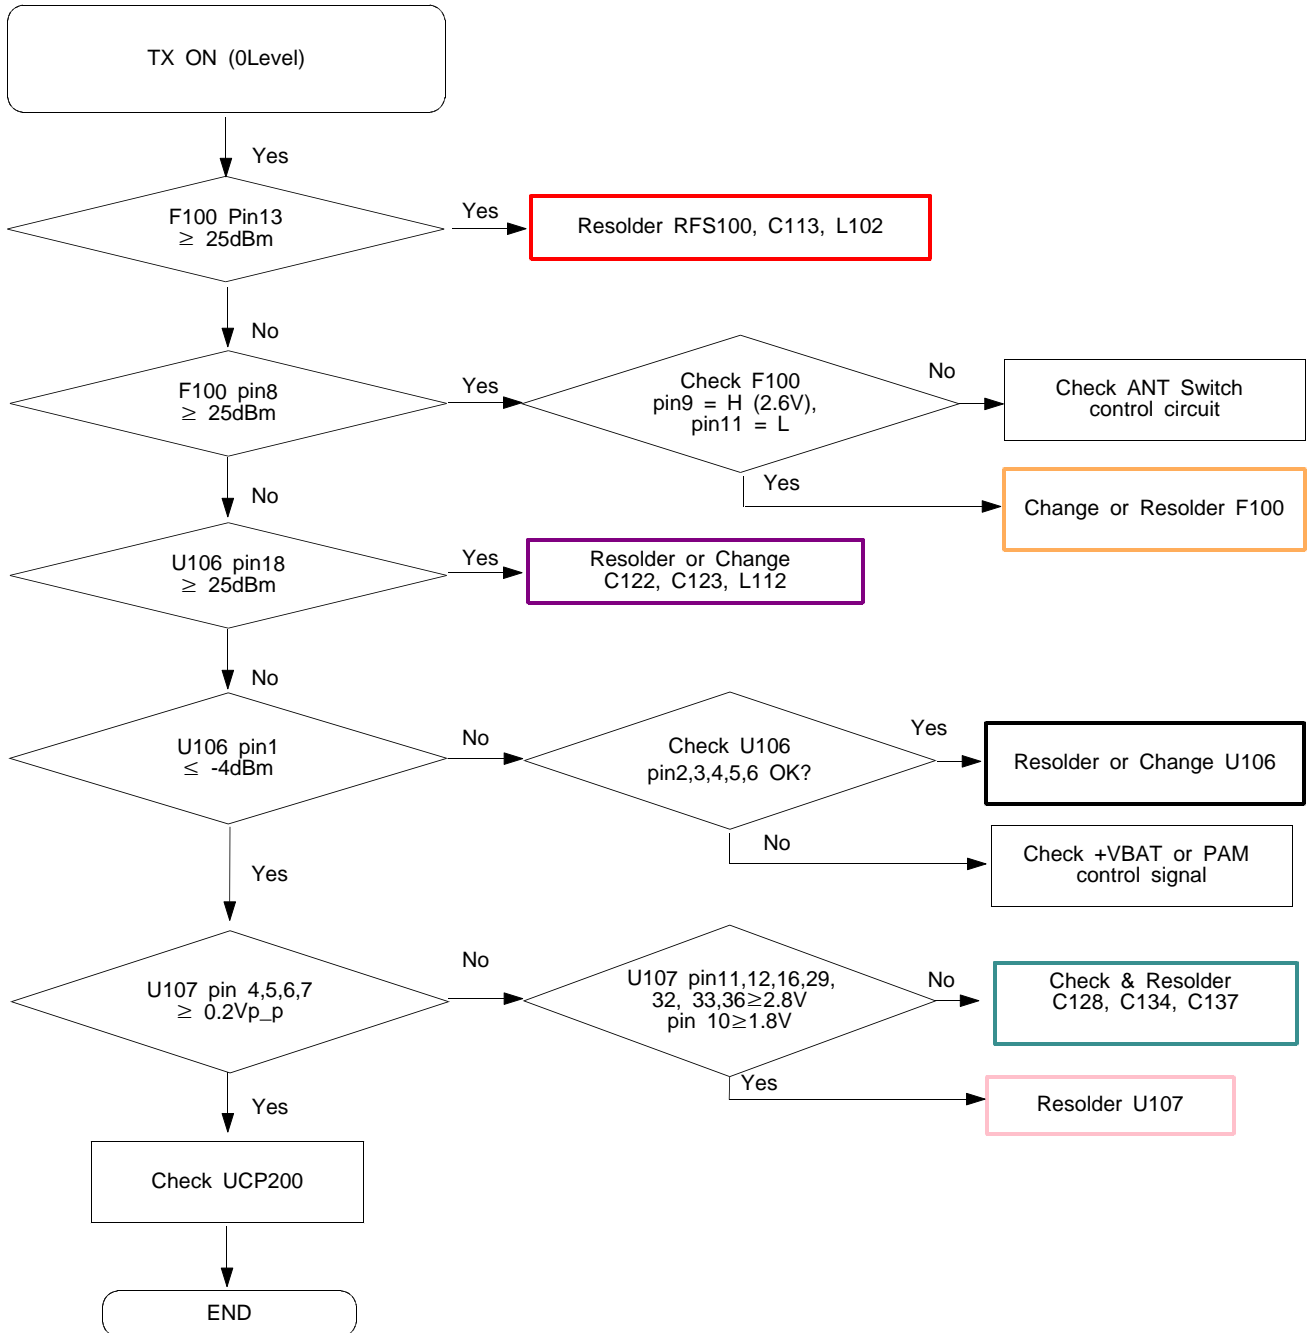 TX ON (0Level)
Yes
F100 Pin13
≥ 25dBm
Yes
Resolder RFS100, C113, L102
No
F100 pin8
≥ 25dBm
Yes
Check F100
pin9 = H (2.6V),
pin11 = L
No
Check ANT Switch
control circuit
Yes
Change or Resolder F100
No
U106 pin18
≥ 25dBm
Yes
Resolder or Change
C122, C123, L112
No
U106 pin1
≤ -4dBm
No
Check U106
pin2,3,4,5,6 OK?
Yes
Resolder or Change U106
No
Check +VBAT or PAM
control signal
Yes
U107 pin 4,5,6,7
≥ 0.2Vp_p
No
U107 pin11,12,16,29,
32, 33,36≥2.8V
pin 10≥1.8V
No
Check & Resolder
C128, C134, C137
Yes
Resolder U107
Yes
Check UCP200
END